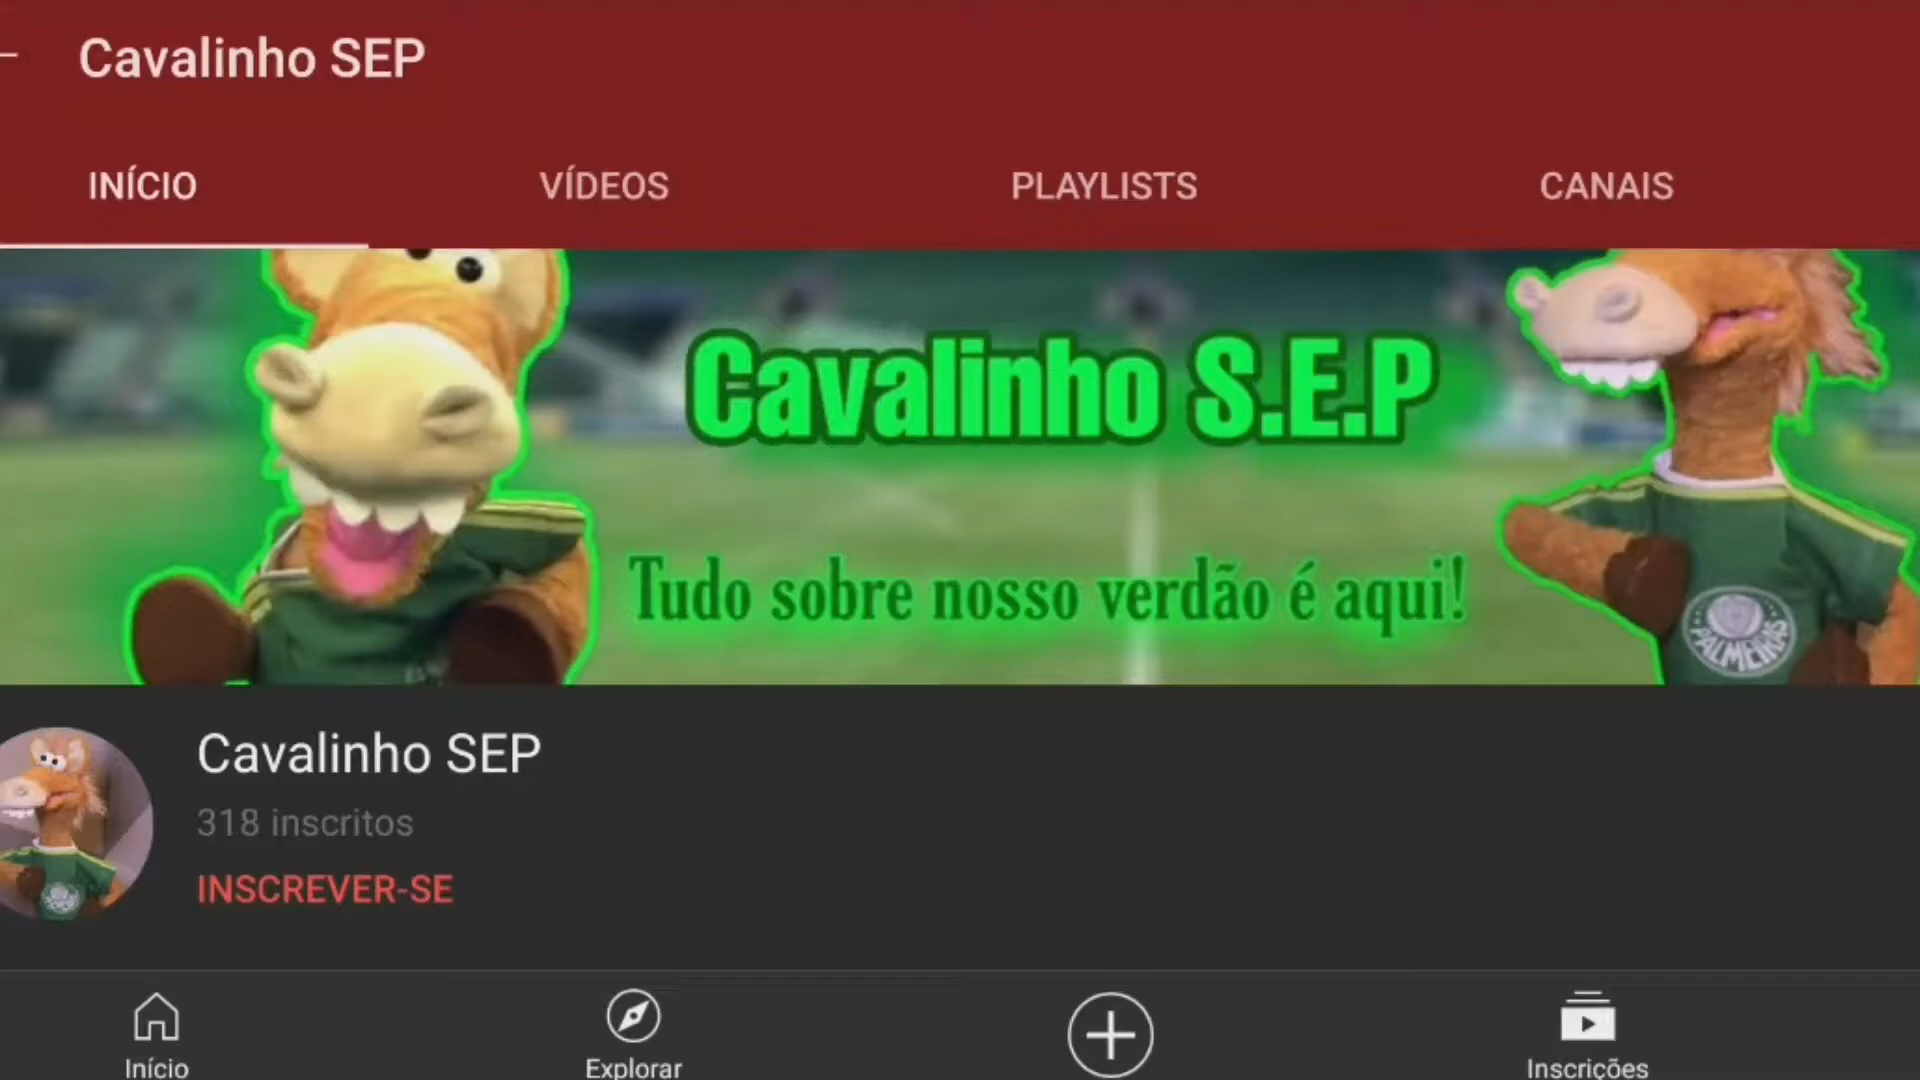 Cavalinho SEP
INÍCIO VÍDEOS PLAYLISTS CANAIS
Cavalinho S.E.P
Tudo sobre nosso verdão é aqui!
PALMEIRAS
Cavalinho SEP
318 inscritos
INSCREVER-SE
Início Explorar Inscrições